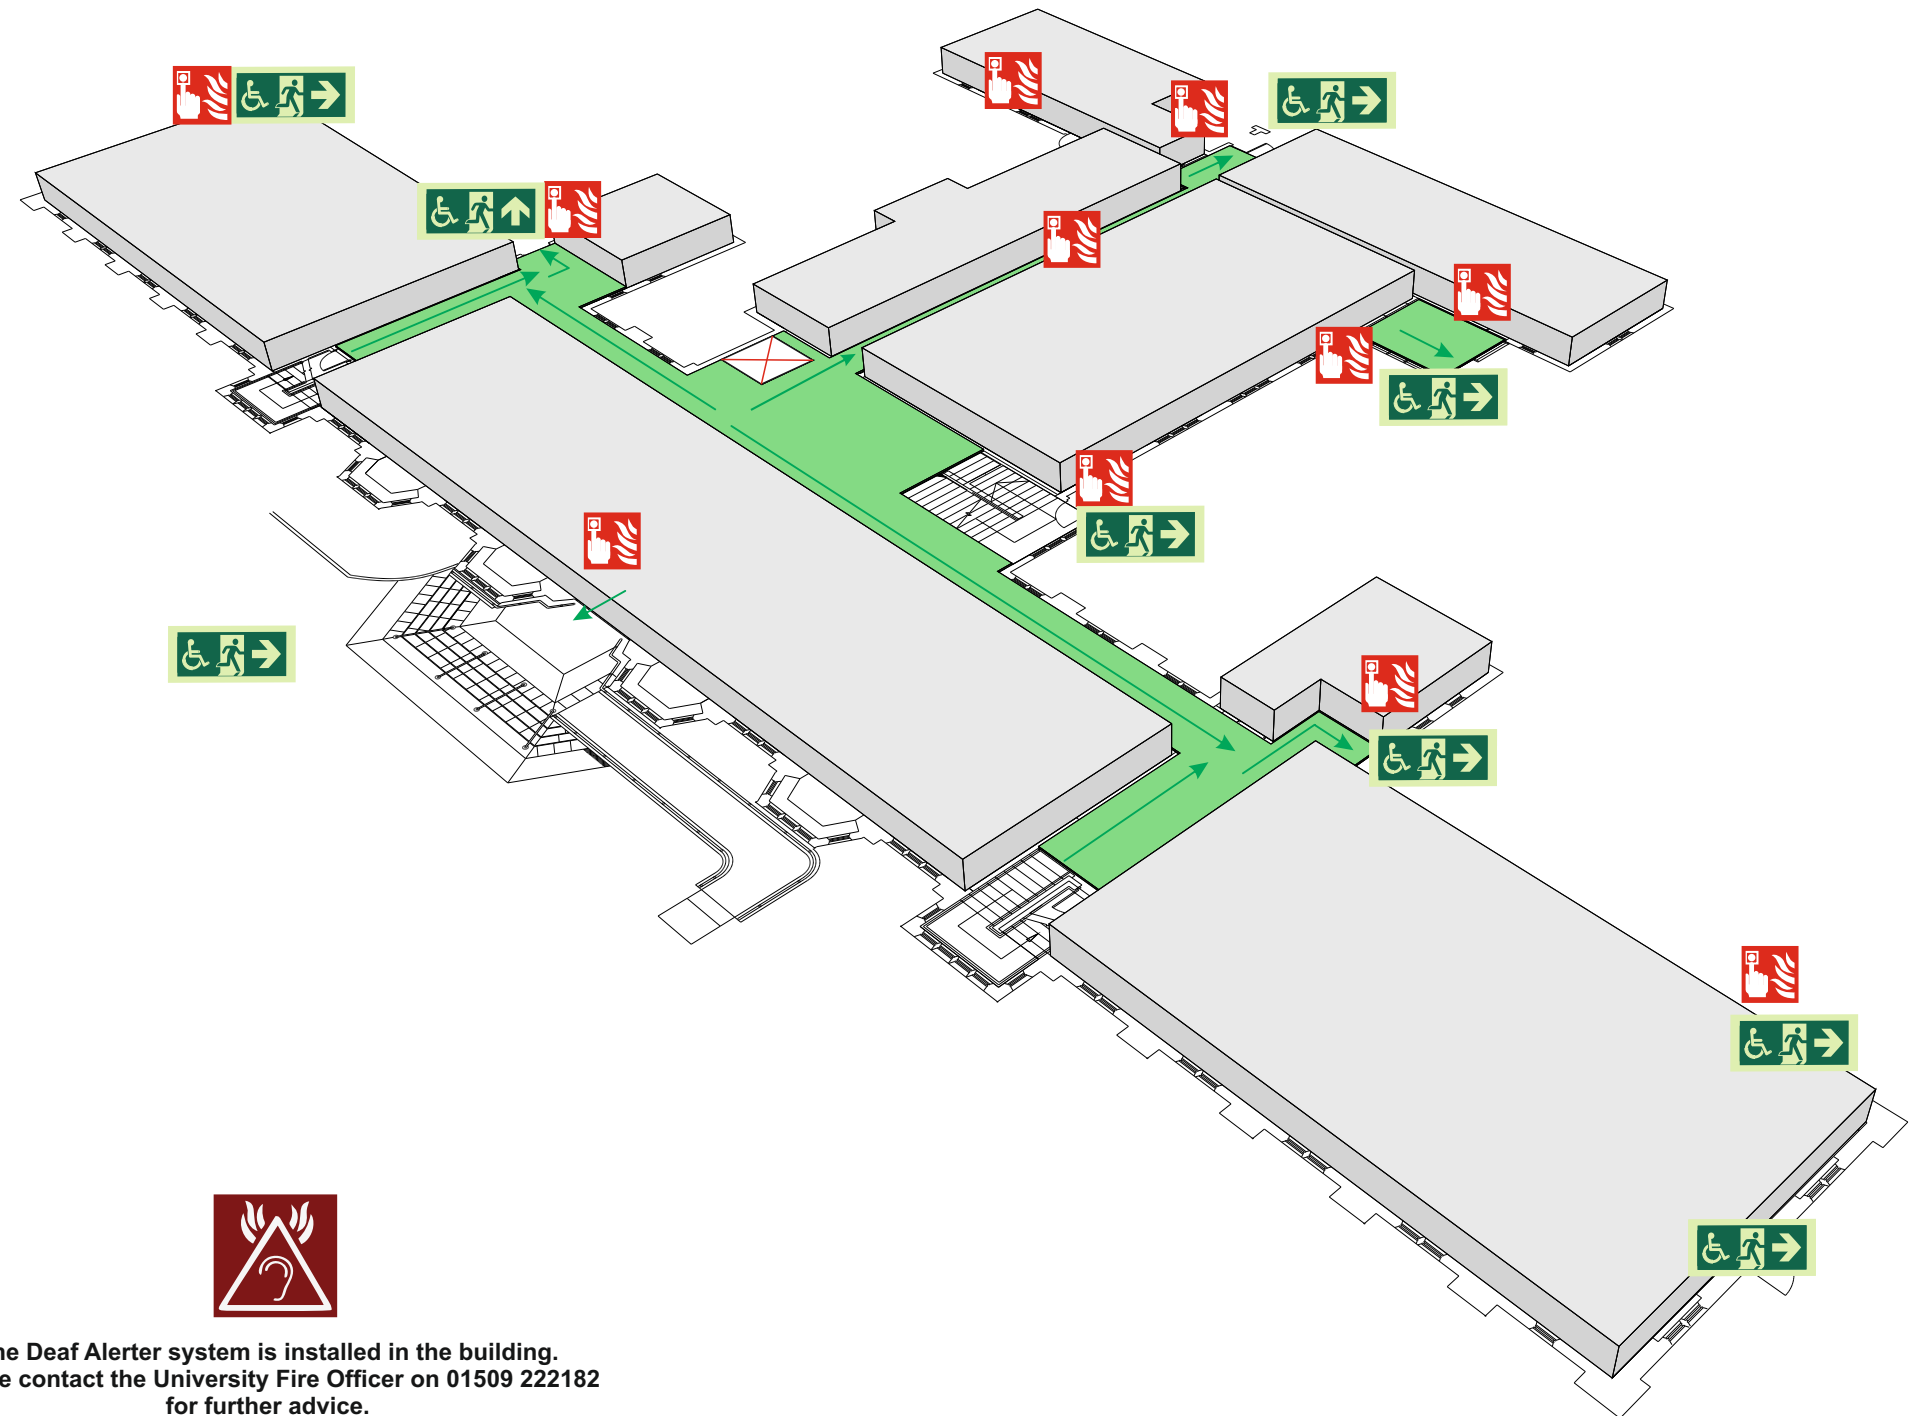 he Deaf Alerter system is installed in the building.
e contact the University Fire Officer on 01509 222182
for further advice.